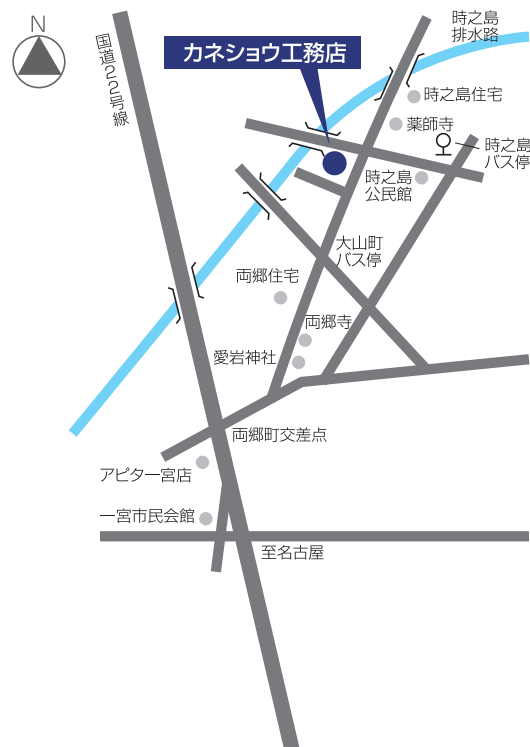 N
時之島
排水路
国道22号線
カネショウ工務店
時之島住宅
薬師寺
時之島
バス停
時之島
公民館
大山町
バス停
両郷住宅
両郷寺
愛岩神社
両郷町交差点
アピタ一宮店
一宮市民会館
至名古屋